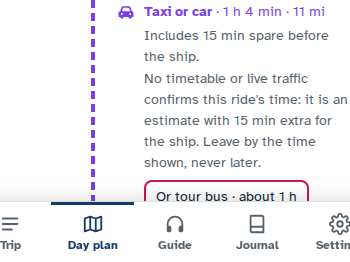 Taxi or car · 1 h 4 min · 11 mi
Includes 15 min spare before
the ship.
No timetable or live traffic
confirms this ride's time: it is an
estimate with 15 min extra for
the ship. Leave by the time
shown, never later.
Or tour bus · about 1 h
Trip
Day plan
Guide
Journal
Settin